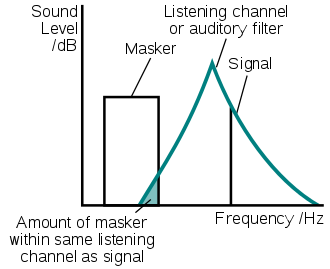 Sound
Level
/dB
Listening channel
or auditory filter
Masker
Signal
Frequency /Hz
Amount of masker
within same listening
channel as signal